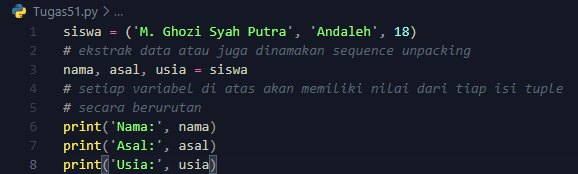 Tugas51.py > ...
1 siswa = ('M. Ghozi Syah Putra', 'Andaleh', 18)
2 # ekstrak data atau juga dinamakan sequence unpacking
3 nama, asal, usia = siswa
4 # setiap variabel di atas akan memiliki nilai dari tiap isi tuple
5 # secara berurutan
6 print('Nama:', nama)
7 print('Asal:', asal)
8 print('Usia:', usia)